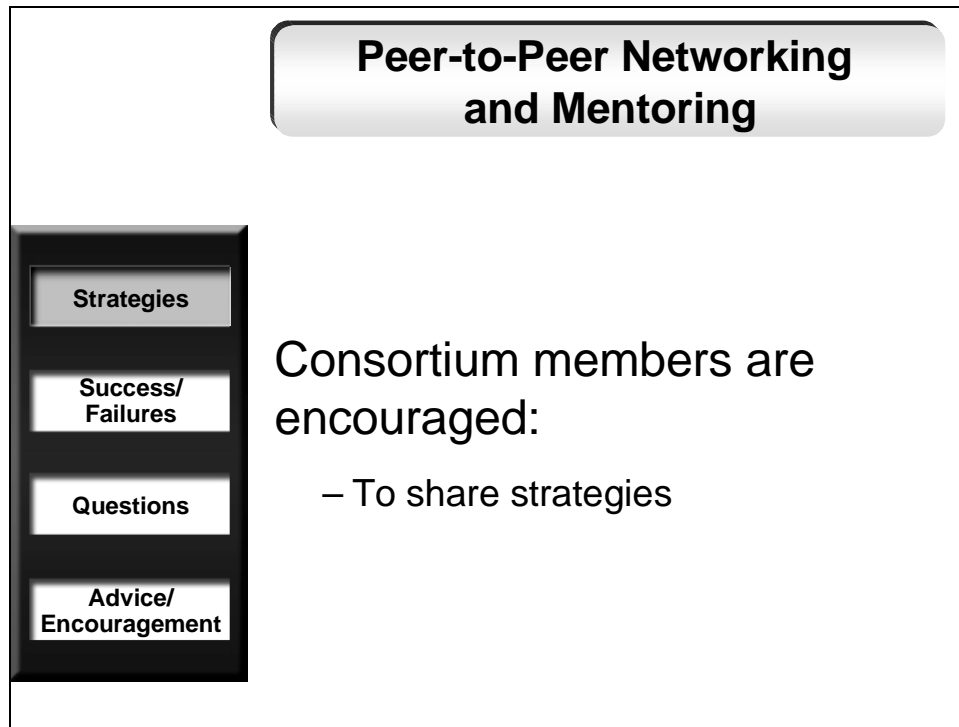 Peer-to-Peer Networking
and Mentoring
Strategies
Success/
Failures
Questions
Advice/
Encouragement
Consortium members are
encouraged:
– To share strategies